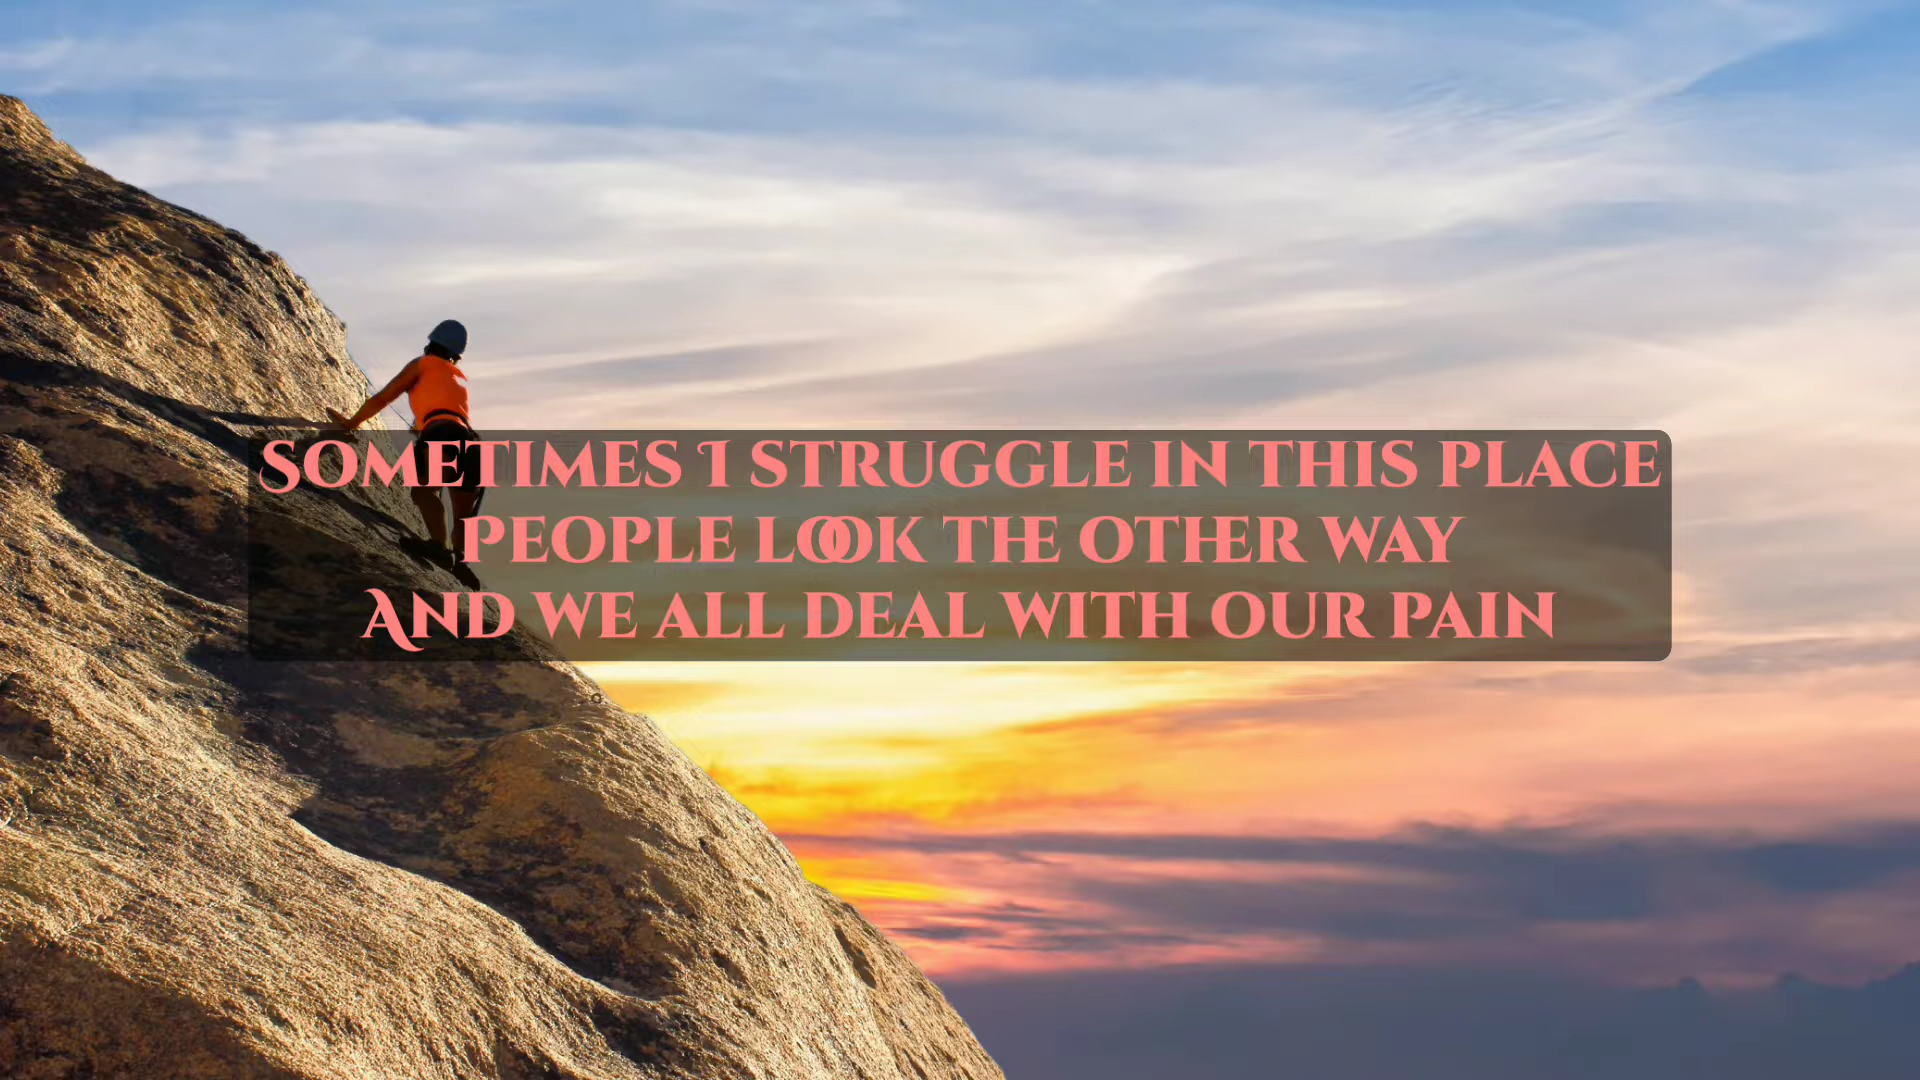 Sometimes I struggle in this place
People look the other way
And we all deal with our pain